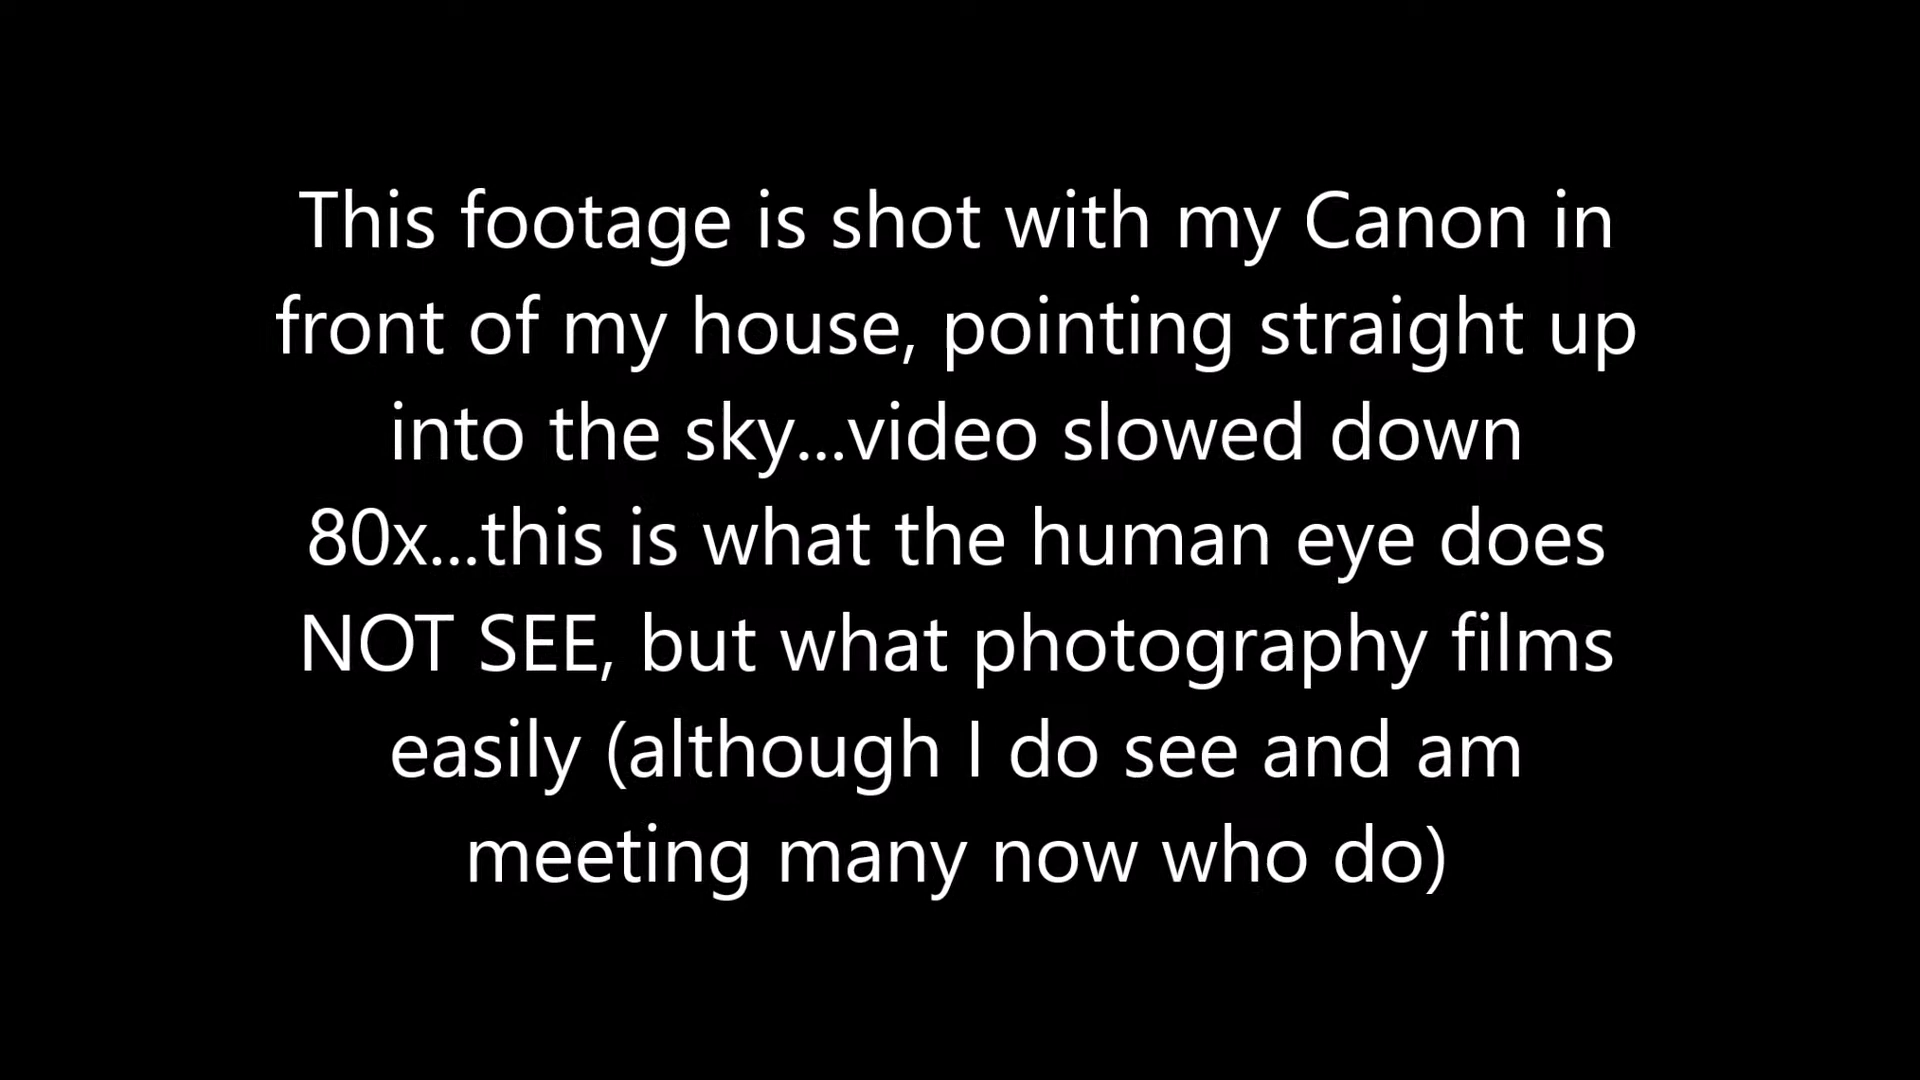 This footage is shot with my Canon in
front of my house, pointing straight up
into the sky...video slowed down
80x...this is what the human eye does
NOT SEE, but what photography films
easily (although I do see and am
meeting many now who do)